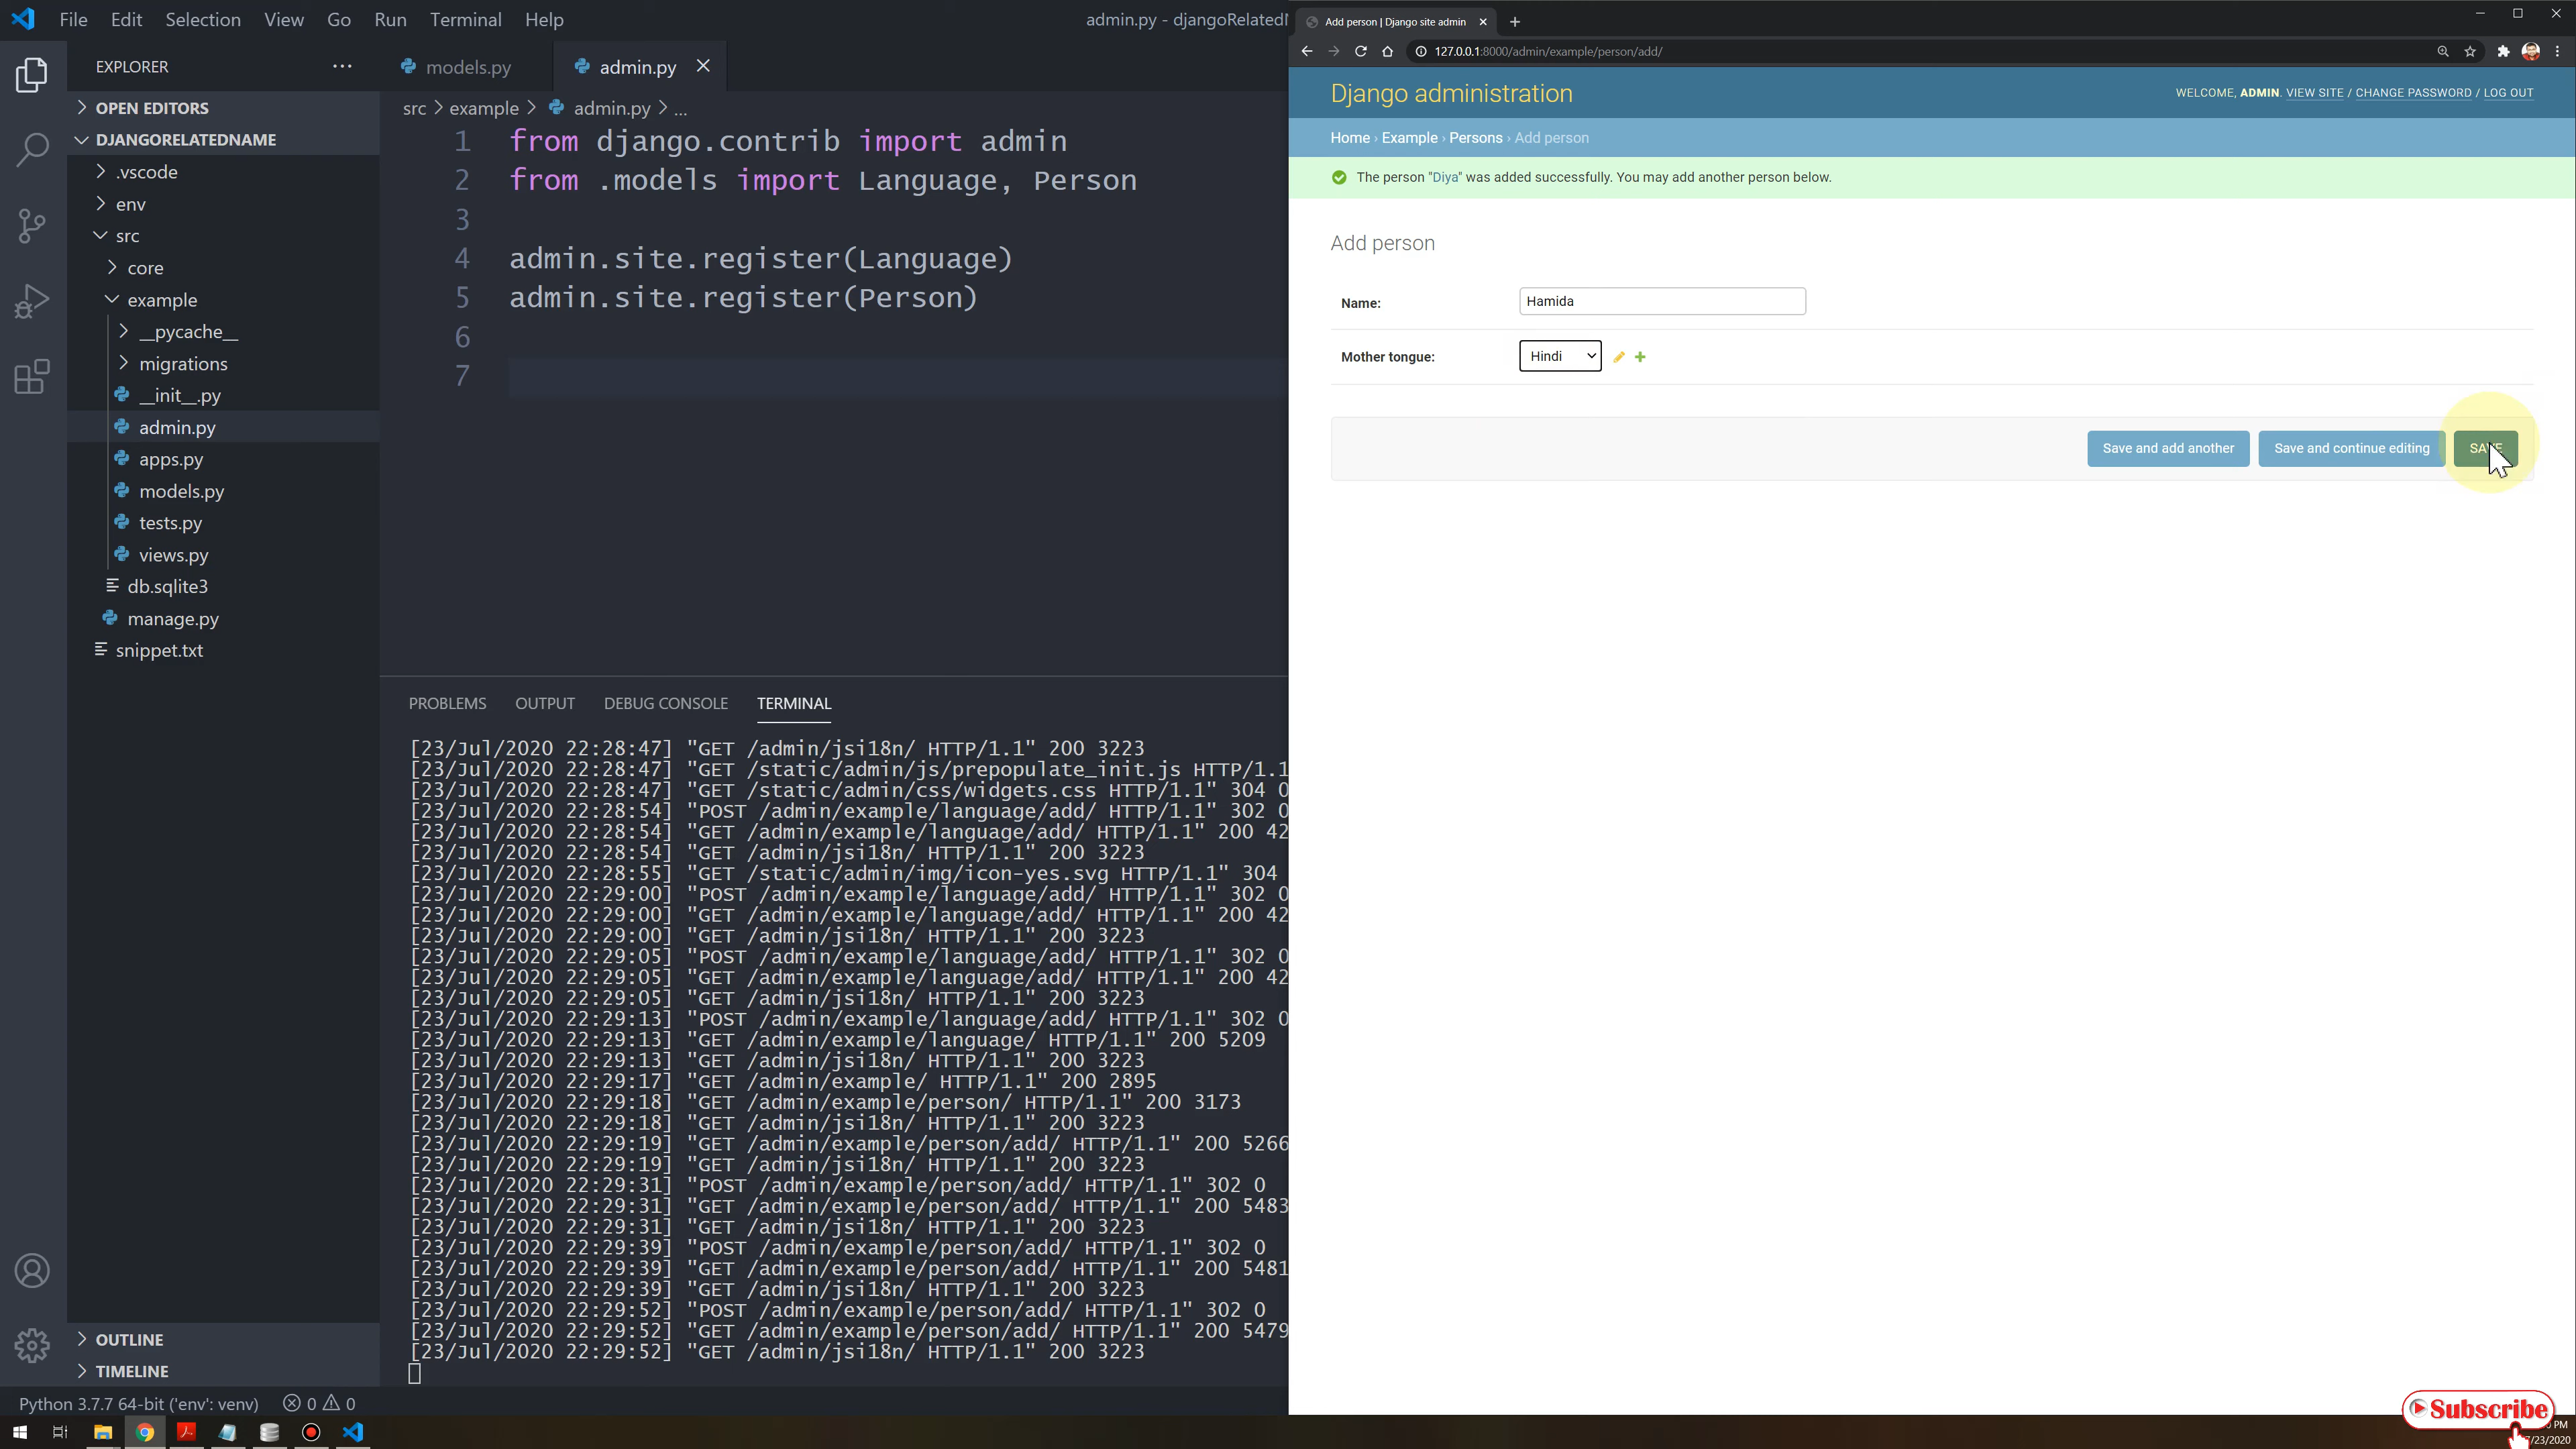 File Edit Selection View Go Run Terminal Help
admin.py - djangoRelatedN
EXPLORER
OPEN EDITORS
DJANGORELATEDNAME
.vscode
env
src
core
example
__pycache__
migrations
__init__.py
admin.py
apps.py
models.py
tests.py
views.py
db.sqlite3
manage.py
snippet.txt
OUTLINE
TIMELINE
models.py
admin.py
src > example > admin.py > ...
1 from django.contrib import admin
2 from .models import Language, Person
3
4 admin.site.register(Language)
5 admin.site.register(Person)
6
7
PROBLEMS OUTPUT DEBUG CONSOLE TERMINAL
[23/Jul/2020 22:28:47] "GET /admin/jsi18n/ HTTP/1.1" 200 3223
[23/Jul/2020 22:28:47] "GET /static/admin/js/prepopulate_init.js HTTP/1.1
[23/Jul/2020 22:28:47] "GET /static/admin/css/widgets.css HTTP/1.1" 304 0
[23/Jul/2020 22:28:54] "POST /admin/example/language/add/ HTTP/1.1" 302 0
[23/Jul/2020 22:28:54] "GET /admin/example/language/add/ HTTP/1.1" 200 42
[23/Jul/2020 22:28:54] "GET /admin/jsi18n/ HTTP/1.1" 200 3223
[23/Jul/2020 22:28:55] "GET /static/admin/img/icon-yes.svg HTTP/1.1" 304
[23/Jul/2020 22:29:00] "POST /admin/example/language/add/ HTTP/1.1" 302 0
[23/Jul/2020 22:29:00] "GET /admin/example/language/add/ HTTP/1.1" 200 42
[23/Jul/2020 22:29:00] "GET /admin/jsi18n/ HTTP/1.1" 200 3223
[23/Jul/2020 22:29:05] "POST /admin/example/language/add/ HTTP/1.1" 302 0
[23/Jul/2020 22:29:05] "GET /admin/example/language/add/ HTTP/1.1" 200 42
[23/Jul/2020 22:29:05] "GET /admin/jsi18n/ HTTP/1.1" 200 3223
[23/Jul/2020 22:29:13] "POST /admin/example/language/add/ HTTP/1.1" 302 0
[23/Jul/2020 22:29:13] "GET /admin/example/language/ HTTP/1.1" 200 5209
[23/Jul/2020 22:29:13] "GET /admin/jsi18n/ HTTP/1.1" 200 3223
[23/Jul/2020 22:29:17] "GET /admin/example/ HTTP/1.1" 200 2895
[23/Jul/2020 22:29:18] "GET /admin/example/person/ HTTP/1.1" 200 3173
[23/Jul/2020 22:29:18] "GET /admin/jsi18n/ HTTP/1.1" 200 3223
[23/Jul/2020 22:29:19] "GET /admin/example/person/add/ HTTP/1.1" 200 5266
[23/Jul/2020 22:29:19] "GET /admin/jsi18n/ HTTP/1.1" 200 3223
[23/Jul/2020 22:29:31] "POST /admin/example/person/add/ HTTP/1.1" 302 0
[23/Jul/2020 22:29:31] "GET /admin/example/person/add/ HTTP/1.1" 200 5483
[23/Jul/2020 22:29:31] "GET /admin/jsi18n/ HTTP/1.1" 200 3223
[23/Jul/2020 22:29:39] "POST /admin/example/person/add/ HTTP/1.1" 302 0
[23/Jul/2020 22:29:39] "GET /admin/example/person/add/ HTTP/1.1" 200 5481
[23/Jul/2020 22:29:39] "GET /admin/jsi18n/ HTTP/1.1" 200 3223
[23/Jul/2020 22:29:52] "POST /admin/example/person/add/ HTTP/1.1" 302 0
[23/Jul/2020 22:29:52] "GET /admin/example/person/add/ HTTP/1.1" 200 5479
[23/Jul/2020 22:29:52] "GET /admin/jsi18n/ HTTP/1.1" 200 3223
Python 3.7.7 64-bit ('env': venv) 0 0
Add person | Django site admin
127.0.0.1:8000/admin/example/person/add/
Django administration
WELCOME, ADMIN. VIEW SITE / CHANGE PASSWORD / LOG OUT
Home › Example › Persons › Add person
The person "Diya" was added successfully. You may add another person below.
Add person
Name: Hamida
Mother tongue: Hindi
Save and add another Save and continue editing SAVE
Subscribe
PM
7/23/2020